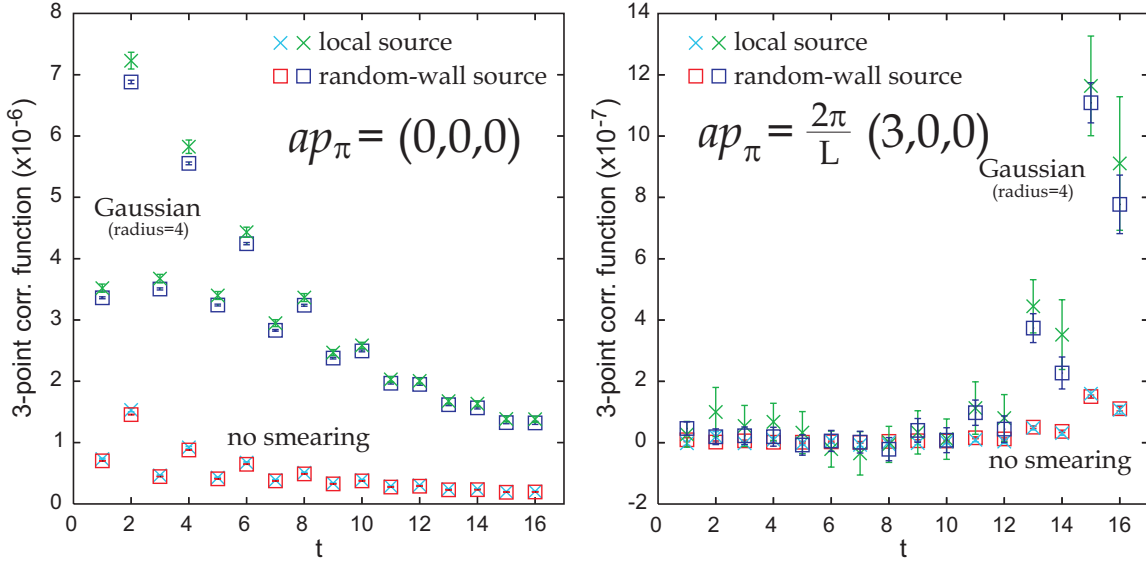 8
7
6
5
4
3
2
1
0
3-point corr. function (x10⁻⁶)
local source
random-wall source
apπ = (0,0,0)
Gaussian
(radius=4)
no smearing
0 2 4 6 8 10 12 14 16
t
14
12
10
8
6
4
2
0
-2
3-point corr. function (x10⁻⁷)
local source
random-wall source
apπ = 2π/L (3,0,0)
Gaussian
(radius=4)
no smearing
0 2 4 6 8 10 12 14 16
t